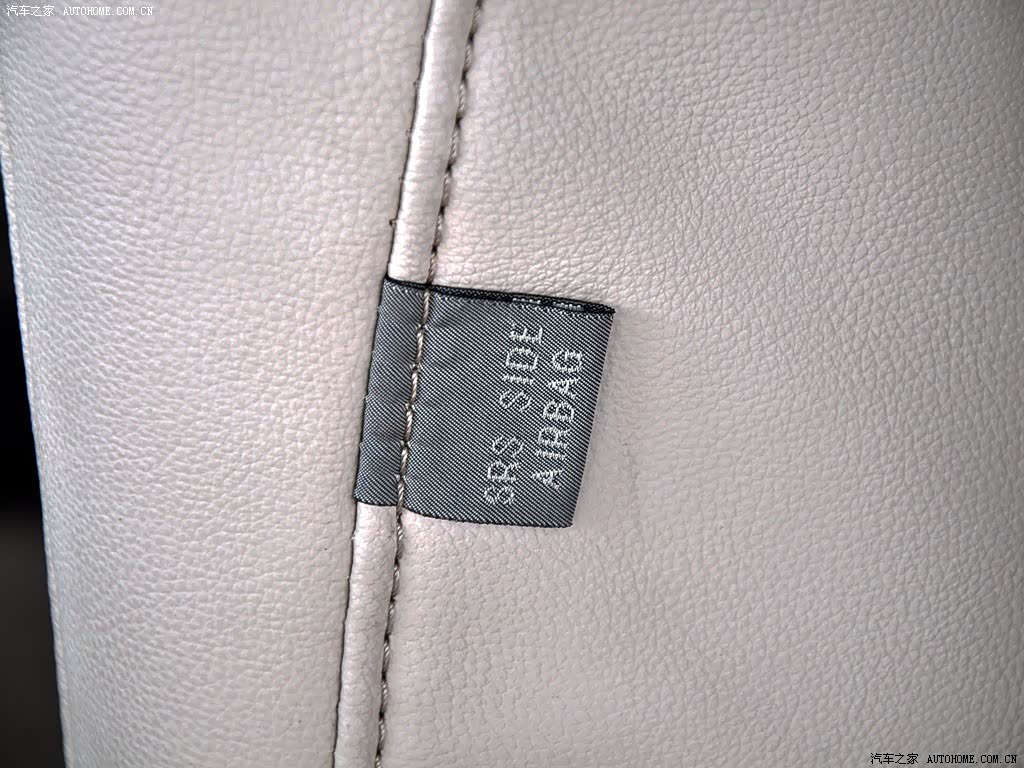 汽车之家 AUTOHOME.COM.CN
SRS SIDE
AIRBAG
汽车之家 AUTOHOME.COM.CN